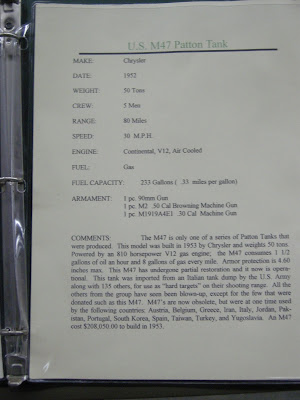 U.S. M47 Patton Tank
MAKE: Chrysler
DATE: 1952
WEIGHT: 50 Tons
CREW: 5 Men
RANGE: 80 Miles
SPEED: 30 M.P.H.
ENGINE: Continental, V12, Air Cooled
FUEL: Gas
FUEL CAPACITY: 233 Gallons ( .33 miles per gallon)
ARMAMENT: 1 pc. 90mm Gun
1 pc. M2 .50 Cal Browning Machine Gun
1 pc. M1919A4E1 .30 Cal Machine Gun
COMMENTS: The M47 is only one of a series of Patton Tanks that
were produced. This model was built in 1953 by Chrysler and weights 50 tons.
Powered by an 810 horsepower V12 gas engine; the M47 consumes 1 1/2
gallons of oil an hour and 8 gallons of gas every mile. Armor protection is 4.60
inches max. This M47 has undergone partial restoration and it now is opera-
tional. This tank was imported from an Italian tank dump by the U.S. Army
along with 135 others, for use as "hard targets" on their shooting range. All the
others from the group have since been blown-up, except for the few that were
donated such as this M47. M47's are now obsolete, but were at one time used
by the following countries: Austria, Belgium, Greece, Iran, Italy, Jordan, Pak-
istan, Portugal, South Korea, Spain, Taiwan, Turkey, and Yugoslavia. An M47
cost $208,050.00 to build in 1953.